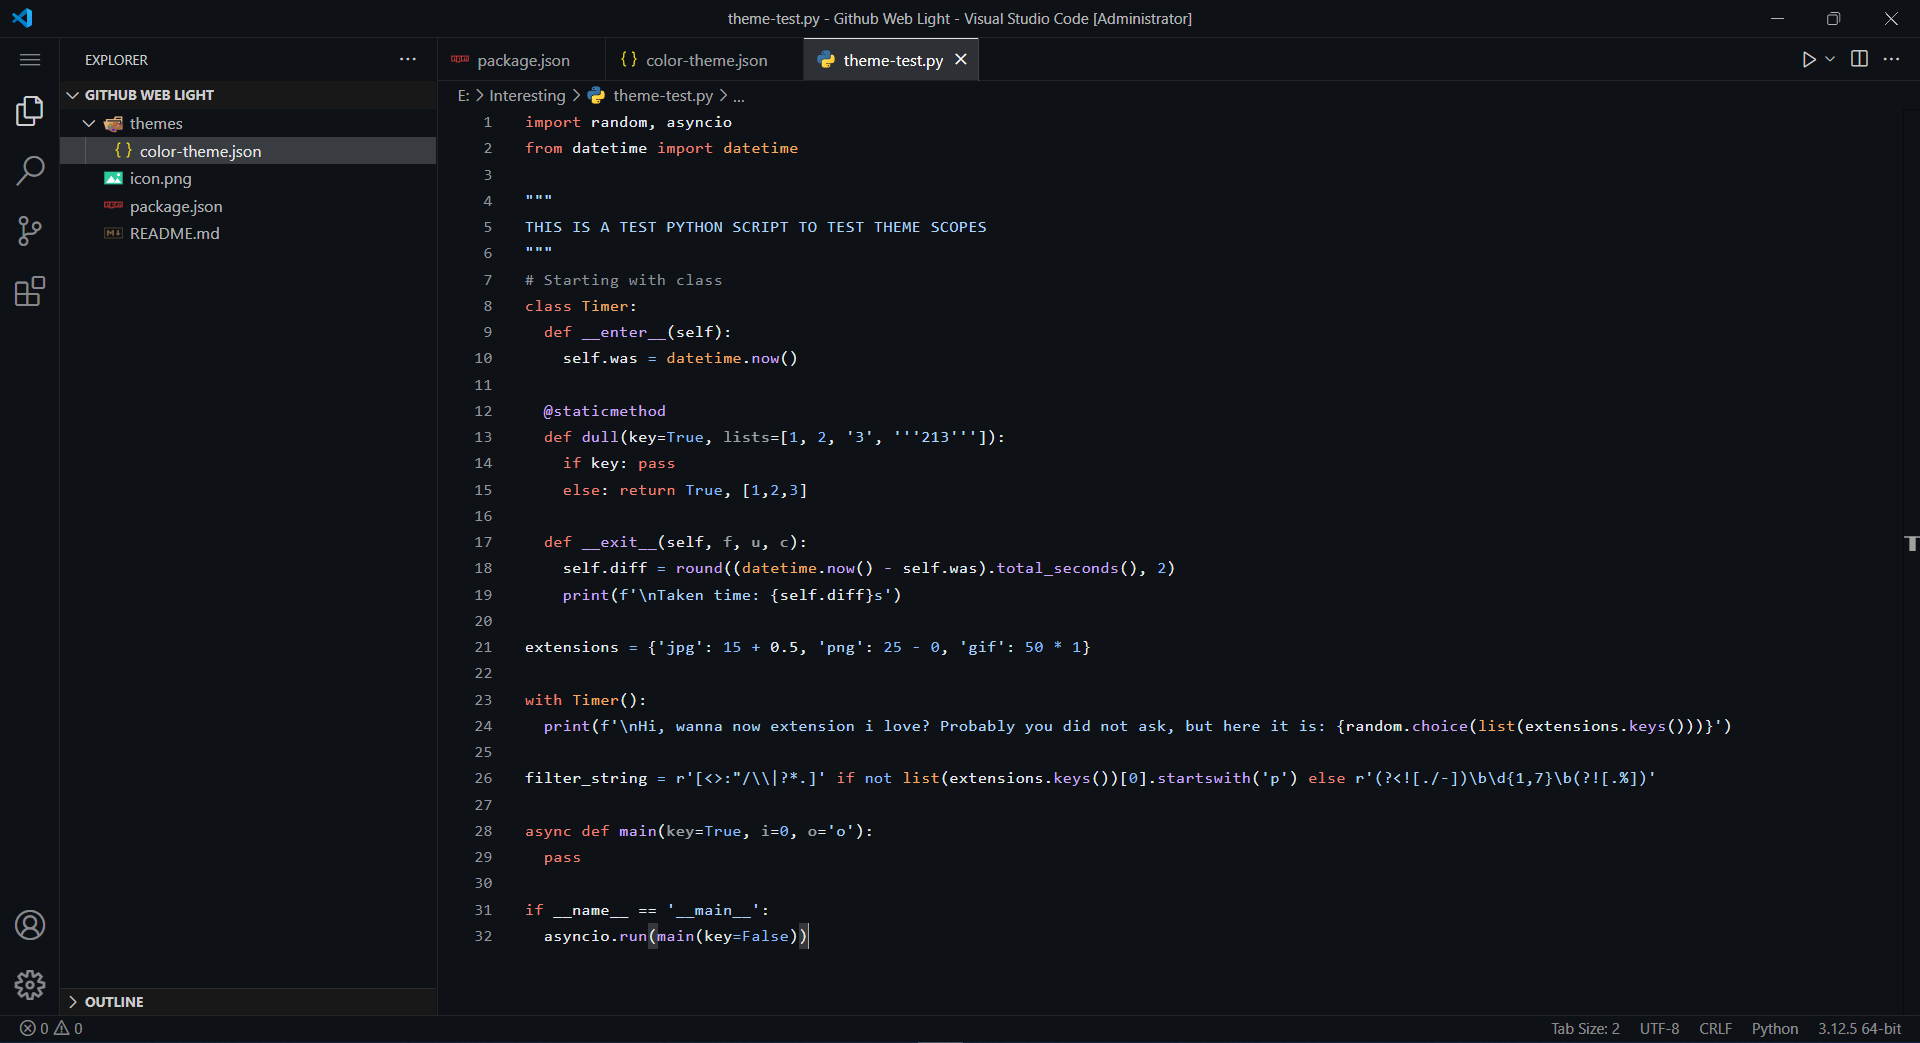 theme-test.py - Github Web Light - Visual Studio Code [Administrator]
EXPLORER
GITHUB WEB LIGHT
themes
color-theme.json
icon.png
package.json
README.md
OUTLINE
package.json
color-theme.json
theme-test.py
E: > Interesting > theme-test.py > ...
1 import random, asyncio
2 from datetime import datetime
3
4 """
5 THIS IS A TEST PYTHON SCRIPT TO TEST THEME SCOPES
6 """
7 # Starting with class
8 class Timer:
9   def __enter__(self):
10     self.was = datetime.now()
11
12   @staticmethod
13   def dull(key=True, lists=[1, 2, '3', '''213''']):
14     if key: pass
15     else: return True, [1,2,3]
16
17   def __exit__(self, f, u, c):
18     self.diff = round((datetime.now() - self.was).total_seconds(), 2)
19     print(f'\nTaken time: {self.diff}s')
20
21 extensions = {'jpg': 15 + 0.5, 'png': 25 - 0, 'gif': 50 * 1}
22
23 with Timer():
24   print(f'\nHi, wanna now extension i love? Probably you did not ask, but here it is: {random.choice(list(extensions.keys()))}')
25
26 filter_string = r'[<>:"/\\|?*.]' if not list(extensions.keys())[0].startswith('p') else r'(?<![./-])\b\d{1,7}\b(?![.%])'
27
28 async def main(key=True, i=0, o='o'):
29   pass
30
31 if __name__ == '__main__':
32   asyncio.run(main(key=False))
0 0
Tab Size: 2 UTF-8 CRLF Python 3.12.5 64-bit